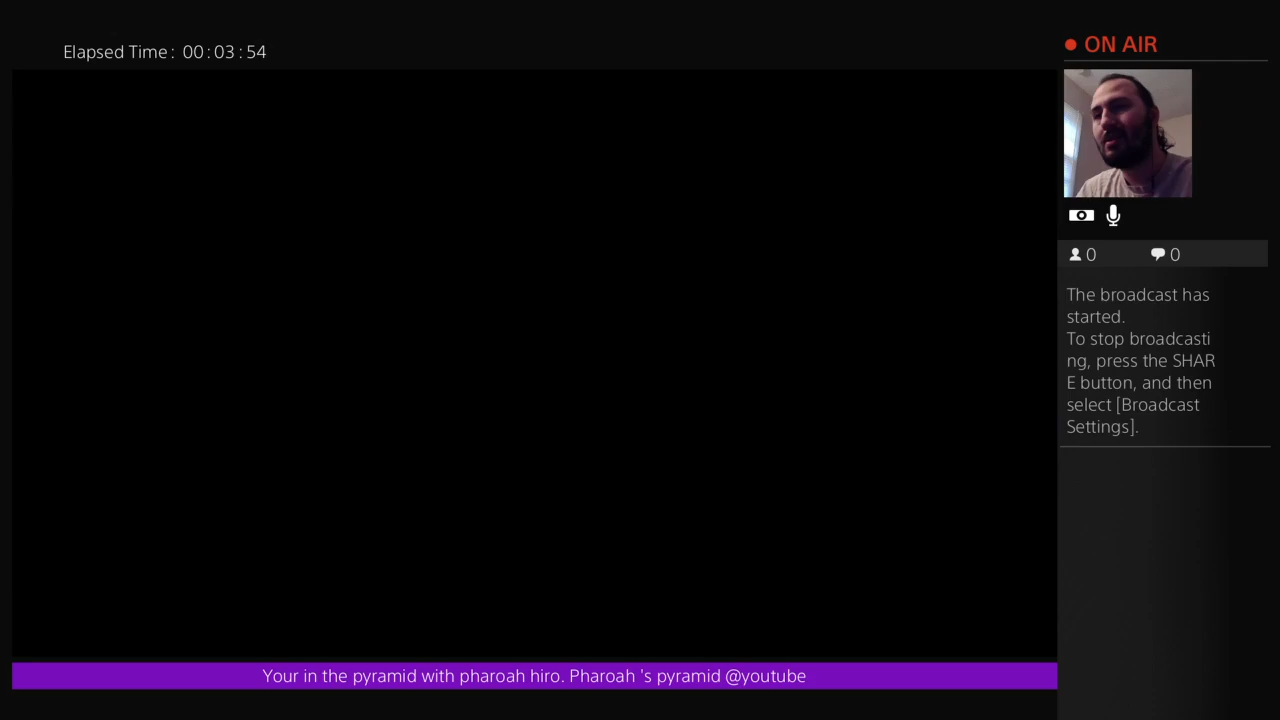 Elapsed Time: 00:03:54
ON AIR
0 0
The broadcast has
started.
To stop broadcasti
ng, press the SHAR
E button, and then
select [Broadcast
Settings].
Your in the pyramid with pharoah hiro. Pharoah 's pyramid @youtube